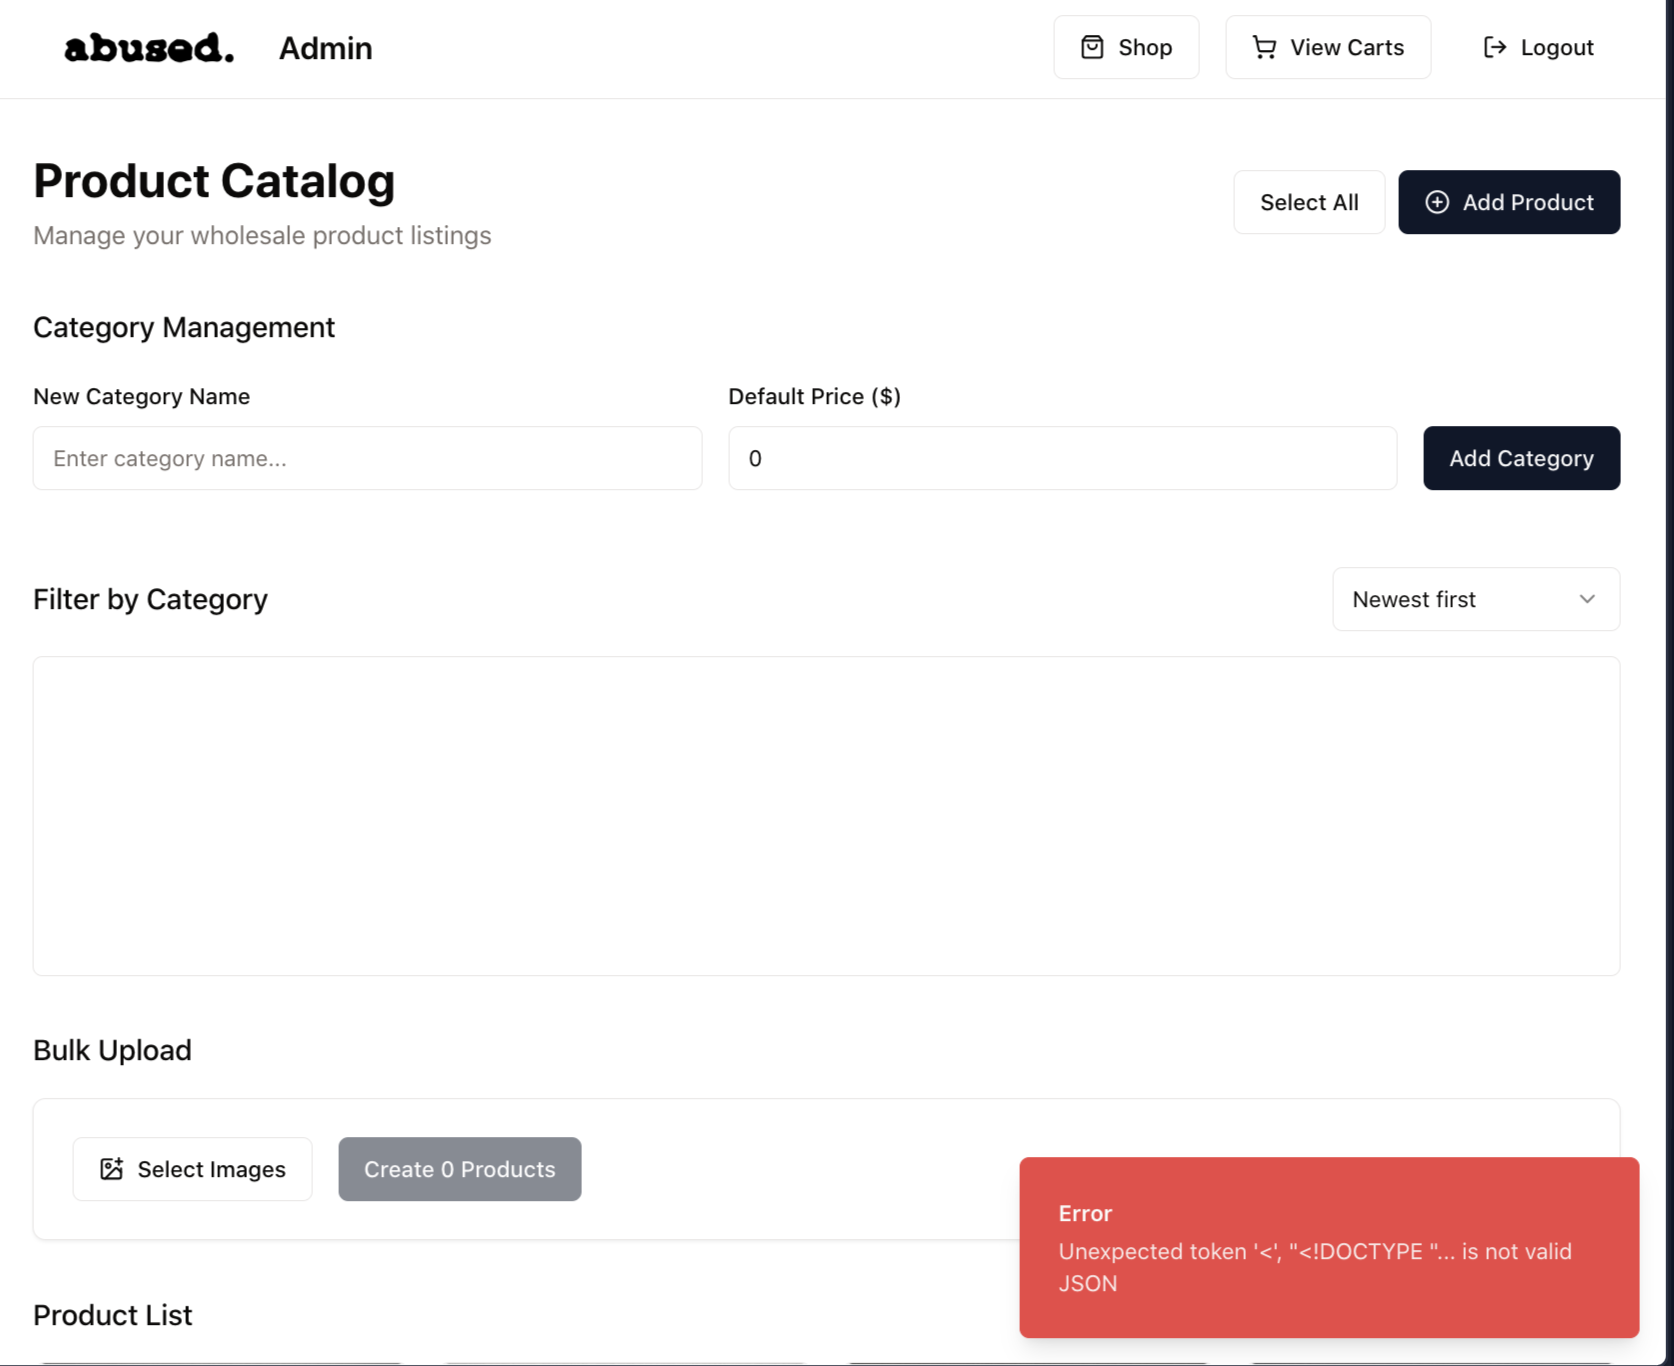 abused. Admin Shop View Carts Logout
Product Catalog
Manage your wholesale product listings
Select All Add Product
Category Management
New Category Name Default Price ($)
Enter category name... 0 Add Category
Filter by Category Newest first
Bulk Upload
Select Images Create 0 Products
Error
Unexpected token '<', "<!DOCTYPE "... is not valid
JSON
Product List